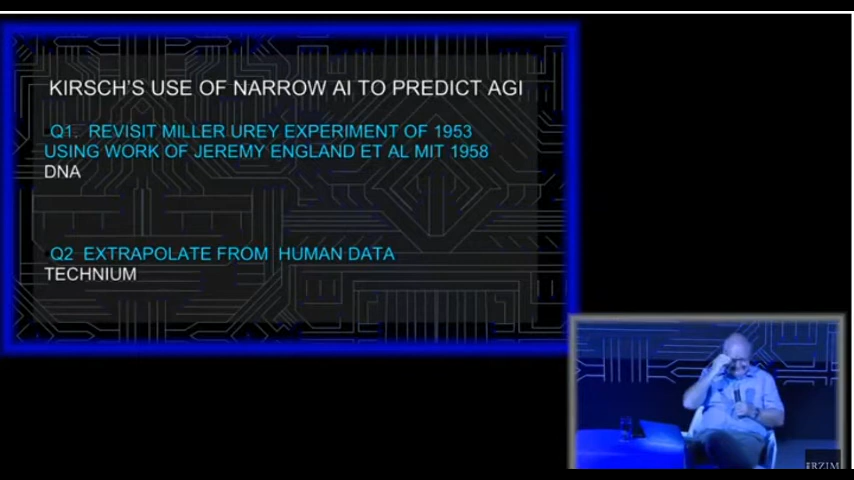 KIRSCH'S USE OF NARROW AI TO PREDICT AGI
Q1. REVISIT MILLER UREY EXPERIMENT OF 1953
USING WORK OF JEREMY ENGLAND ET AL MIT 1958
DNA
Q2 EXTRAPOLATE FROM HUMAN DATA
TECHNIUM
RZIM